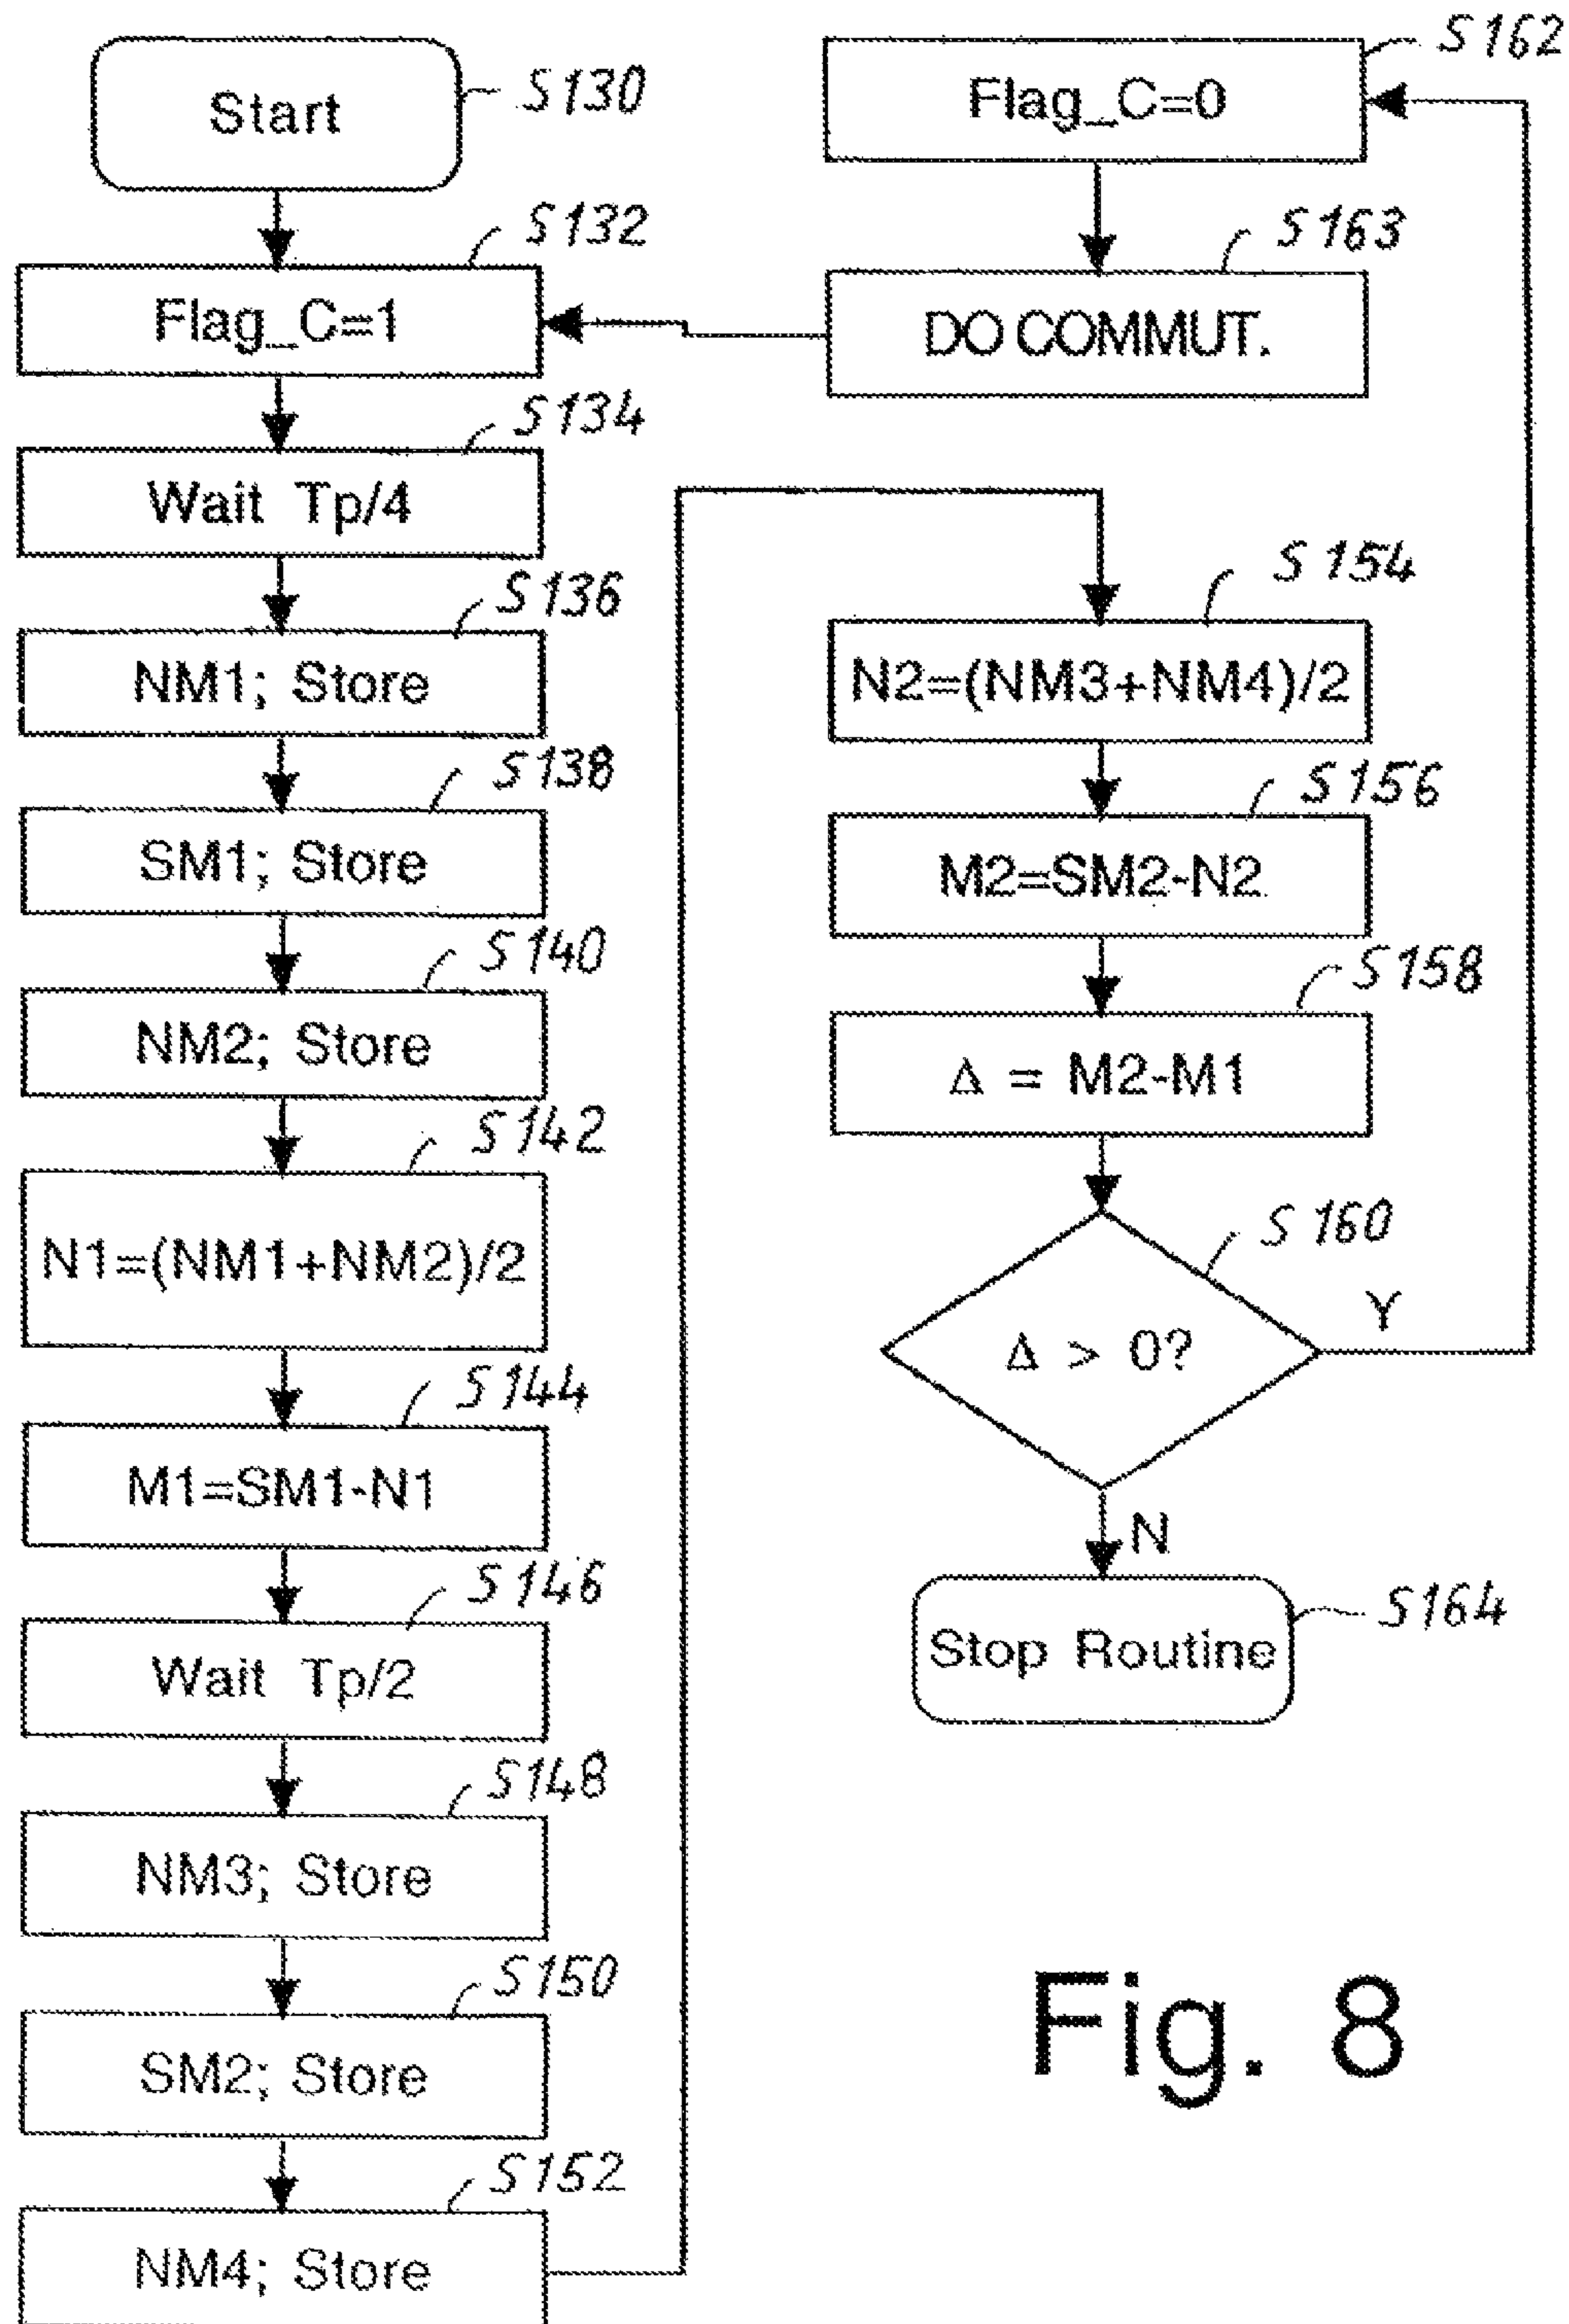 Start
S130
S132
Flag_C=1
S134
Wait Tp/4
S136
NM1; Store
S138
SM1; Store
S140
NM2; Store
S142
N1=(NM1+NM2)/2
S144
M1=SM1-N1
S146
Wait Tp/2
S148
NM3; Store
S150
SM2; Store
S152
NM4; Store
S154
N2=(NM3+NM4)/2
S156
M2=SM2-N2
S158
Δ = M2-M1
S160
Δ > 0?
Y
N
S164
Stop Routine
S162
Flag_C=0
S163
DO COMMUT.
Fig. 8